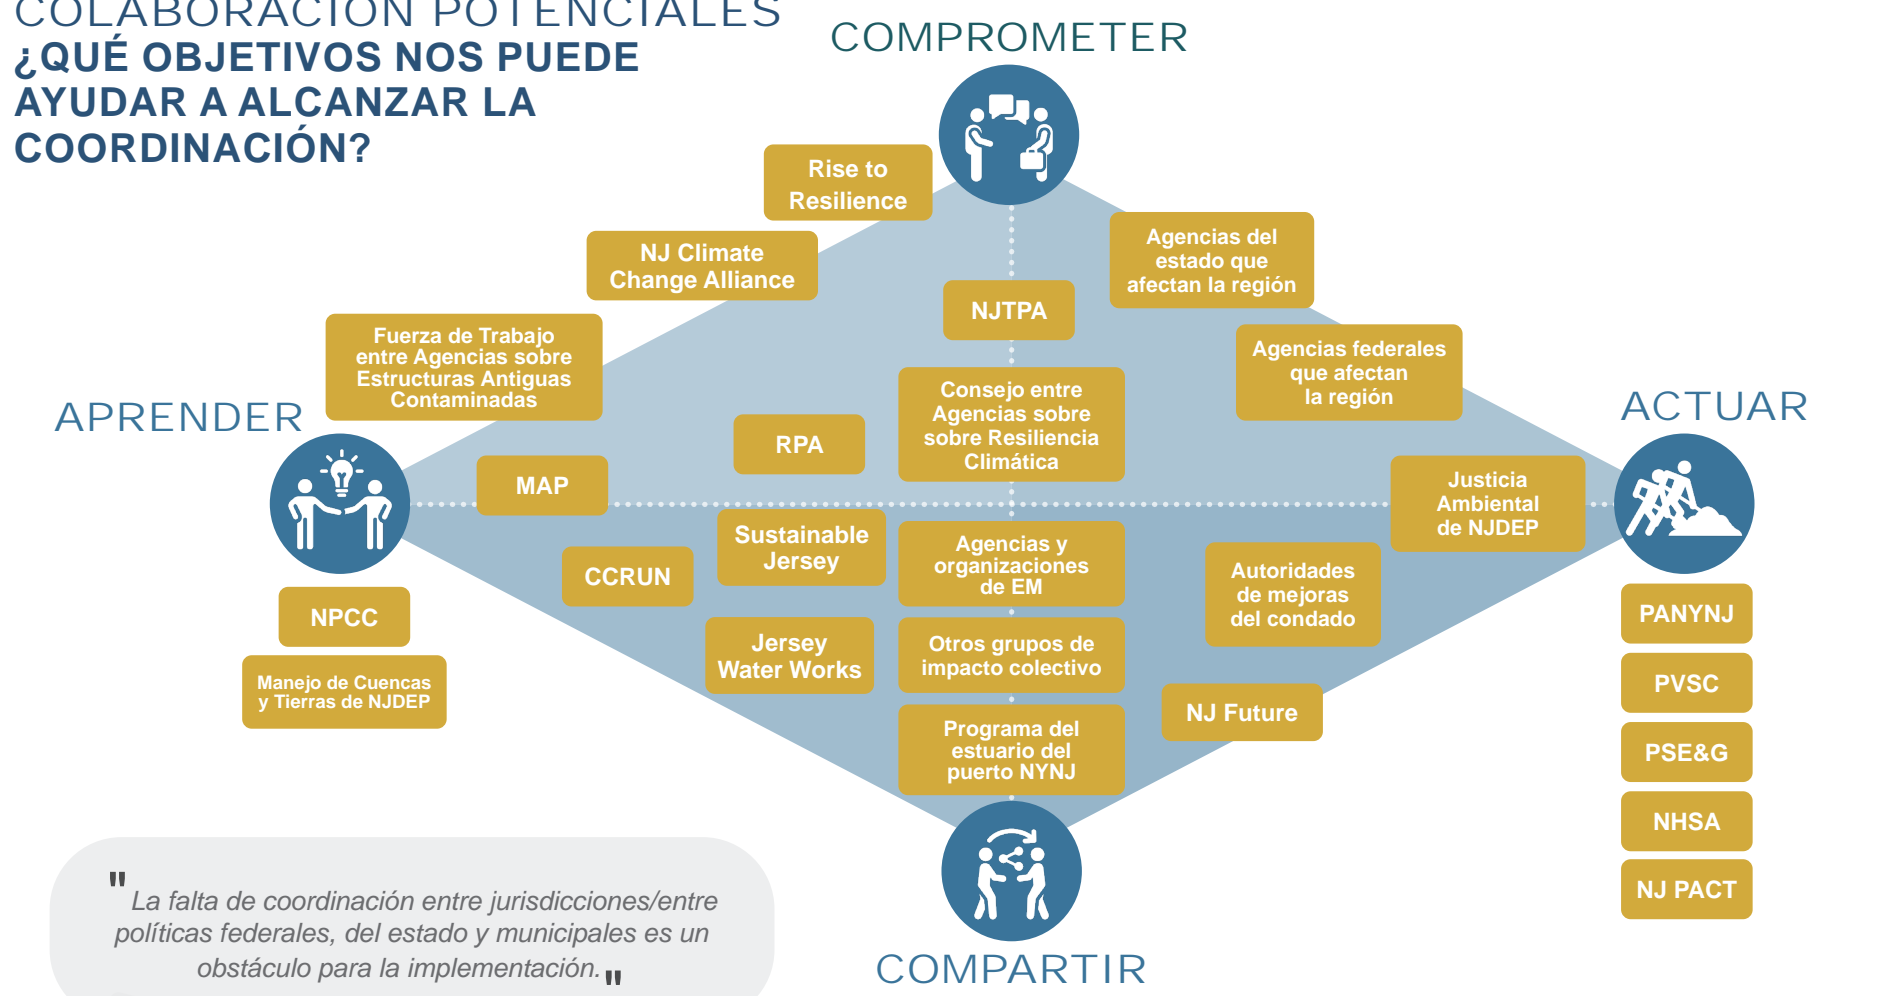 COLABORACIÓN POTENCIALES
¿QUÉ OBJETIVOS NOS PUEDE
AYUDAR A ALCANZAR LA
COORDINACIÓN?
COMPROMETER
Rise to
Resilience
NJ Climate
Change Alliance
Agencias del
estado que
afectan la región
NJTPA
Fuerza de Trabajo
entre Agencias sobre
Estructuras Antiguas
Contaminadas
Agencias federales
que afectan
la región
Consejo entre
Agencias sobre
sobre Resiliencia
Climática
APRENDER
ACTUAR
RPA
MAP
Justicia
Ambiental
de NJDEP
Sustainable
Jersey
Agencias y
organizaciones
de EM
CCRUN
Autoridades
de mejoras
del condado
NPCC
Jersey
Water Works
Otros grupos de
impacto colectivo
Manejo de Cuencas
y Tierras de NJDEP
NJ Future
Programa del
estuario del
puerto NYNJ
PANYNJ
PVSC
PSE&G
NHSA
NJ PACT
"La falta de coordinación entre jurisdicciones/entre
políticas federales, del estado y municipales es un
obstáculo para la implementación."
COMPARTIR